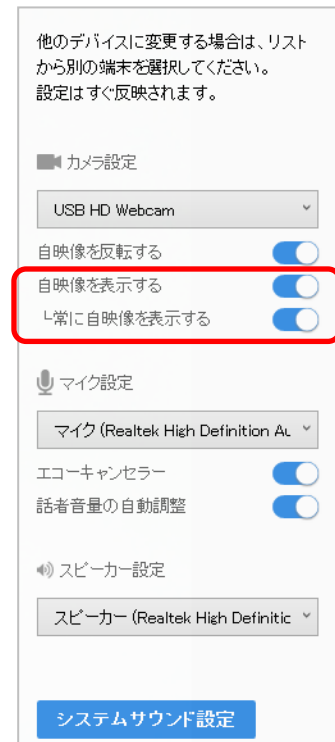 他のデバイスに変更する場合は、リスト
から別の端末を選択してください。
設定はすぐ反映されます。
カメラ設定
USB HD Webcam
自映像を反転する
自映像を表示する
└常に自映像を表示する
マイク設定
マイク (Realtek High Definition Au
エコーキャンセラー
話者音量の自動調整
スピーカー設定
スピーカー (Realtek High Definitic
システムサウンド設定